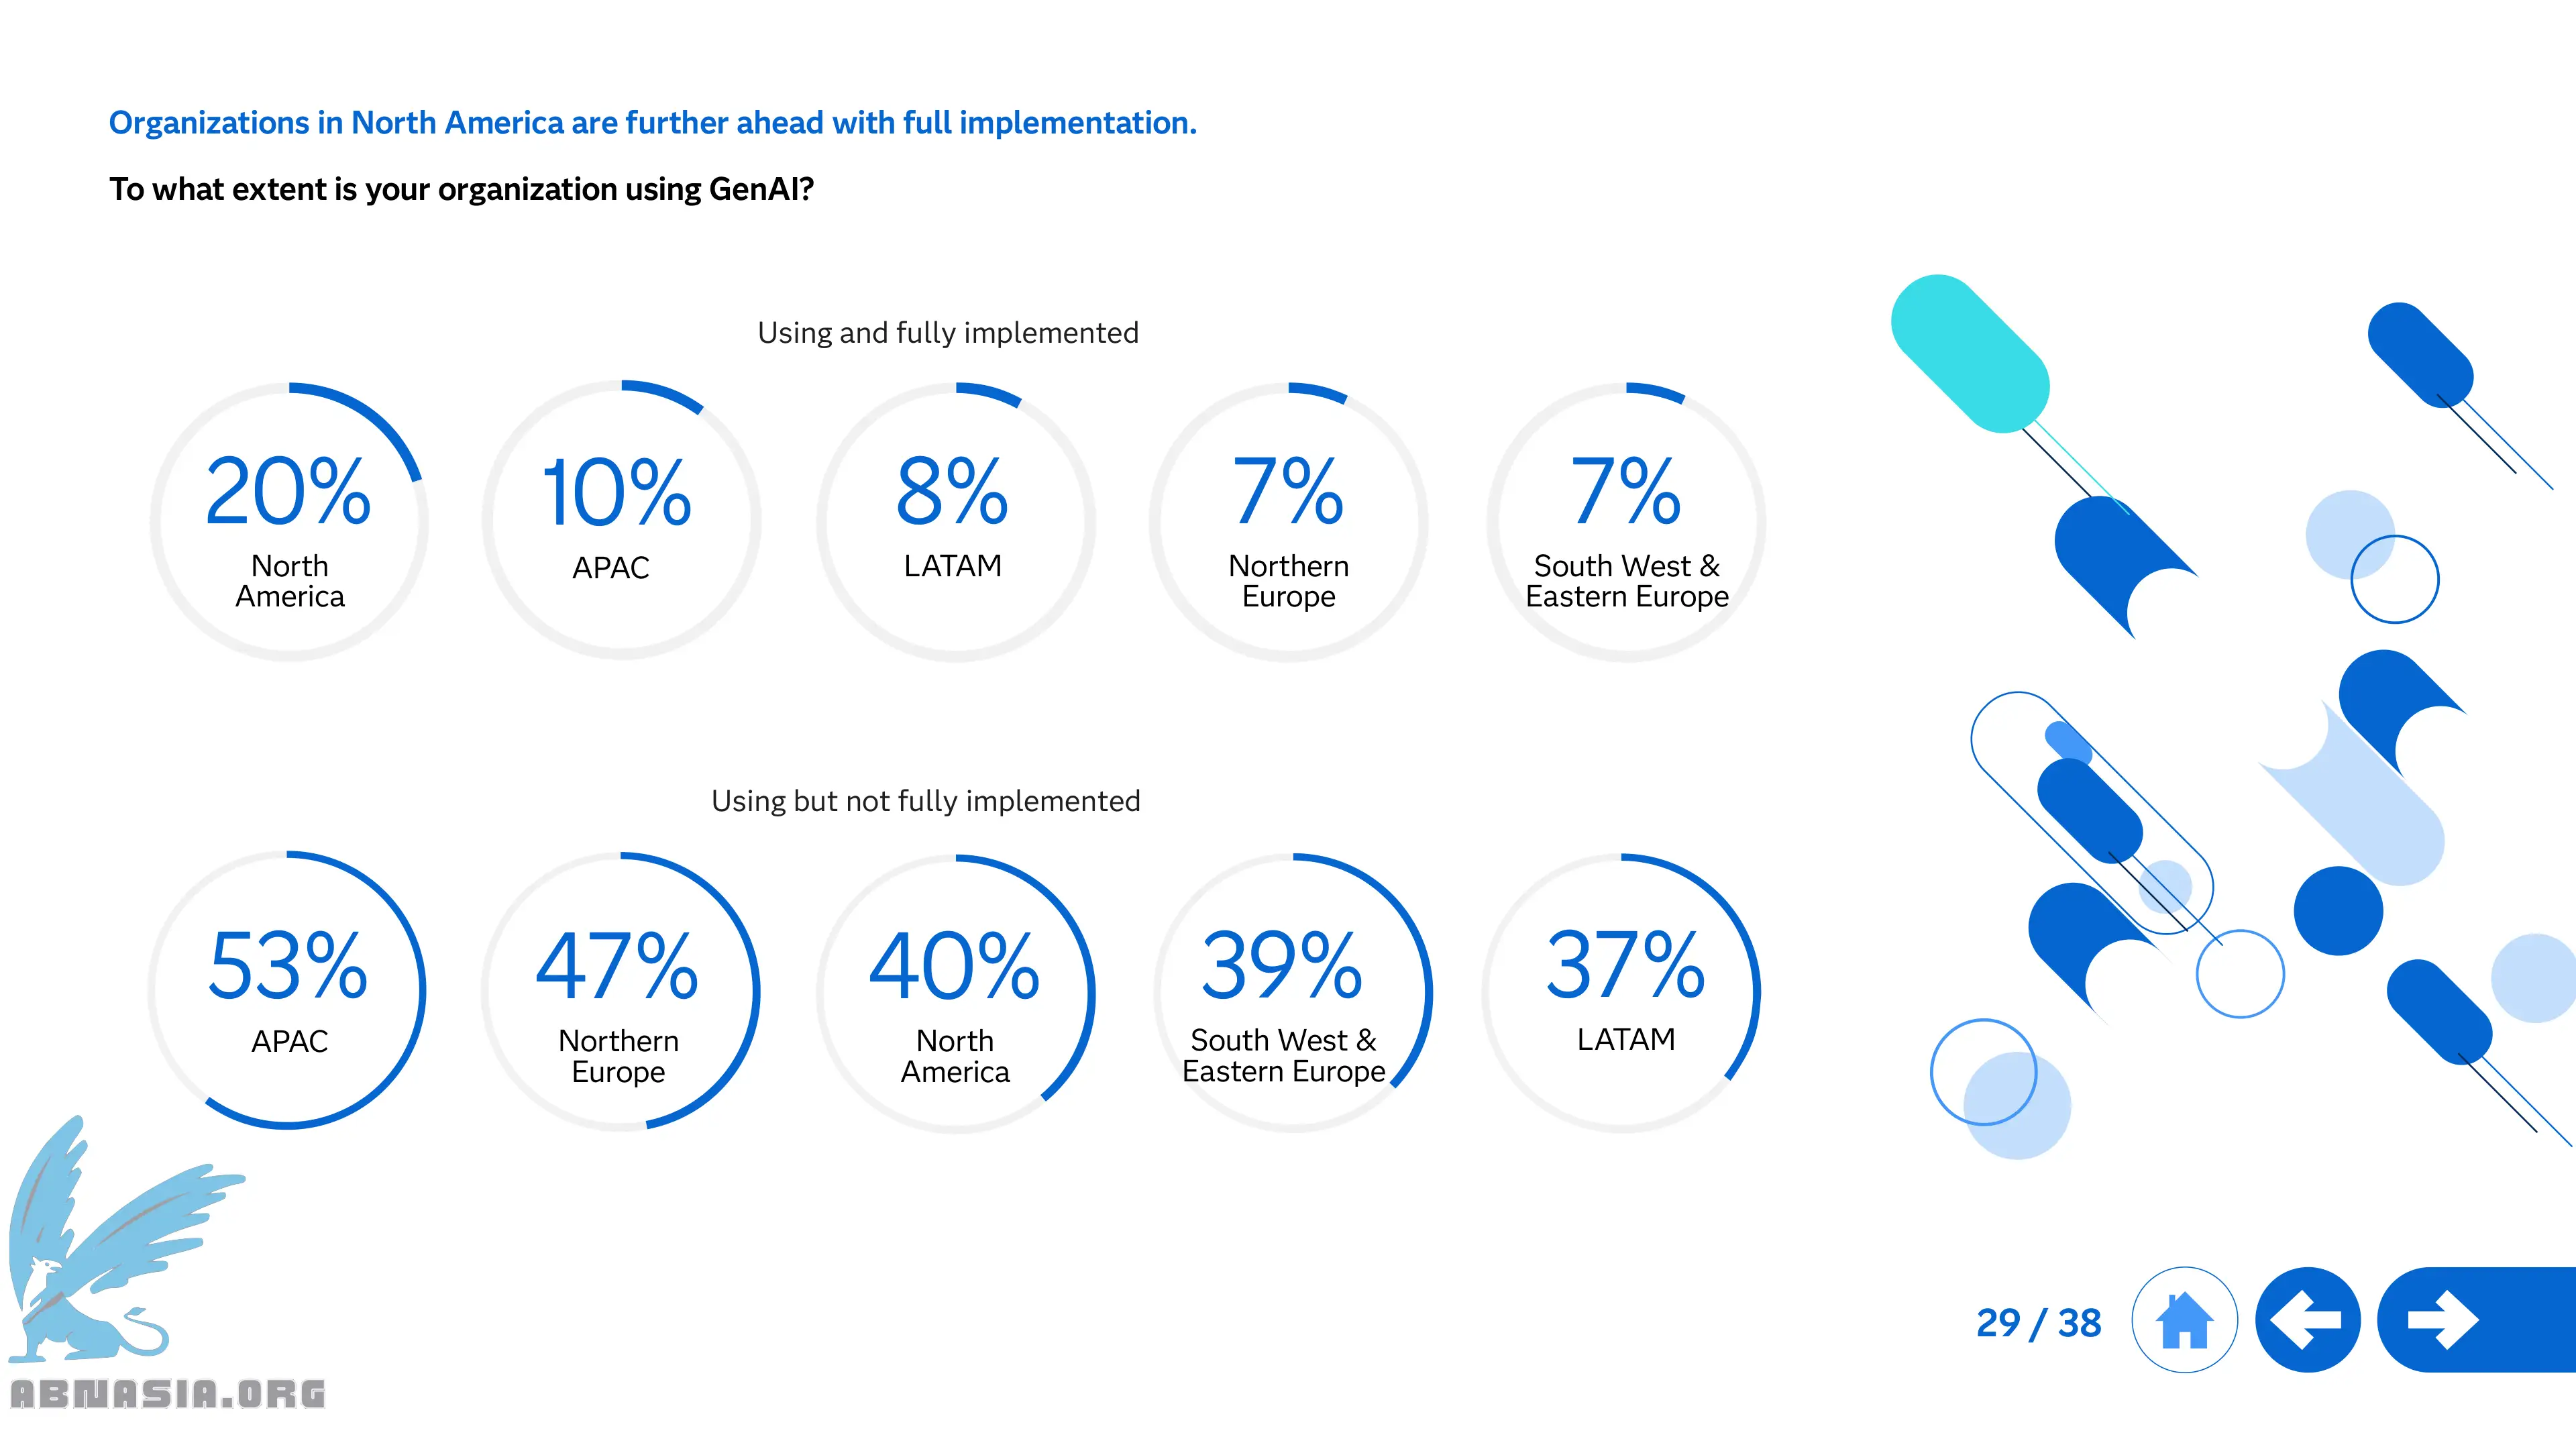 Organizations in North America are further ahead with full implementation.
To what extent is your organization using GenAI?
Using and fully implemented
20%
North
America
10%
APAC
8%
LATAM
7%
Northern
Europe
7%
South West &
Eastern Europe
Using but not fully implemented
53%
APAC
47%
Northern
Europe
40%
North
America
39%
South West &
Eastern Europe
37%
LATAM
29 / 38
ABNASIA.ORG